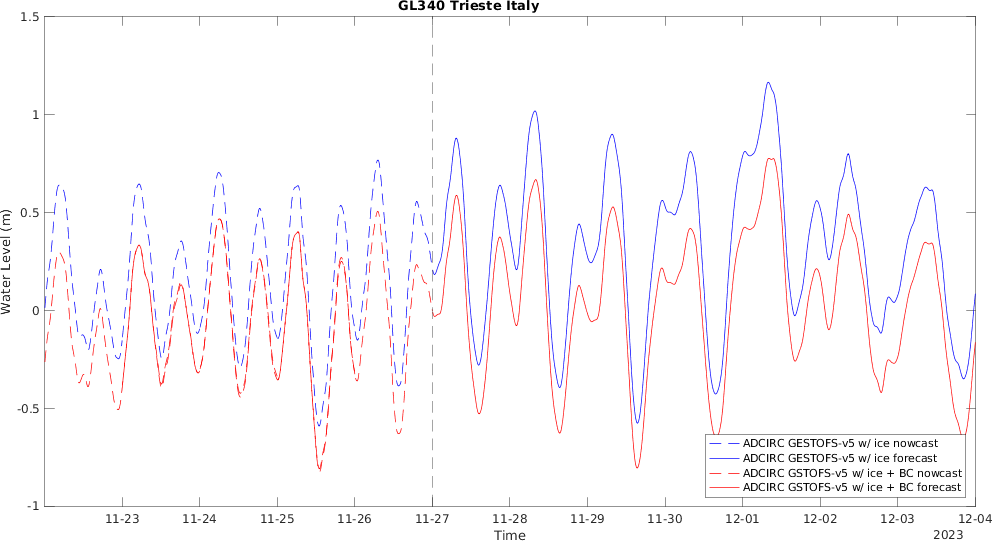 GL340 Trieste Italy
1.5
1
0.5
0
-0.5
-1
Water Level (m)
ADCIRC GESTOFS-v5 w/ ice nowcast
ADCIRC GESTOFS-v5 w/ ice forecast
ADCIRC GSTOFS-v5 w/ ice + BC nowcast
ADCIRC GSTOFS-v5 w/ ice + BC forecast
11-23 11-24 11-25 11-26 11-27 11-28 11-29 11-30 12-01 12-02 12-03 12-04
Time
2023